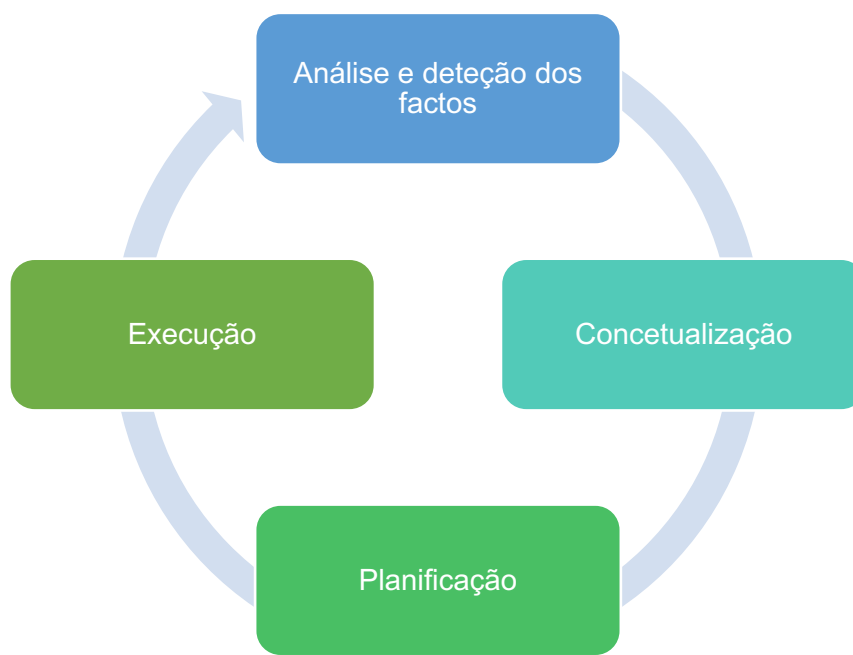 Análise e deteção dos
factos
Execução
Concetualização
Planificação